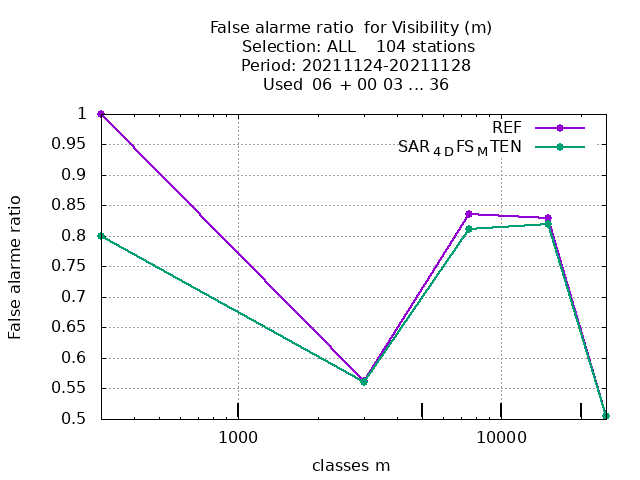 False alarme ratio  for Visibility (m)
Selection: ALL    104 stations
Period: 20211124-20211128
Used  06 + 00 03 ... 36
REF
SAR4DFSMTEN
1
0.95
0.9
0.85
0.8
0.75
0.7
0.65
0.6
0.55
0.5
False alarme ratio
1000
10000
classes m